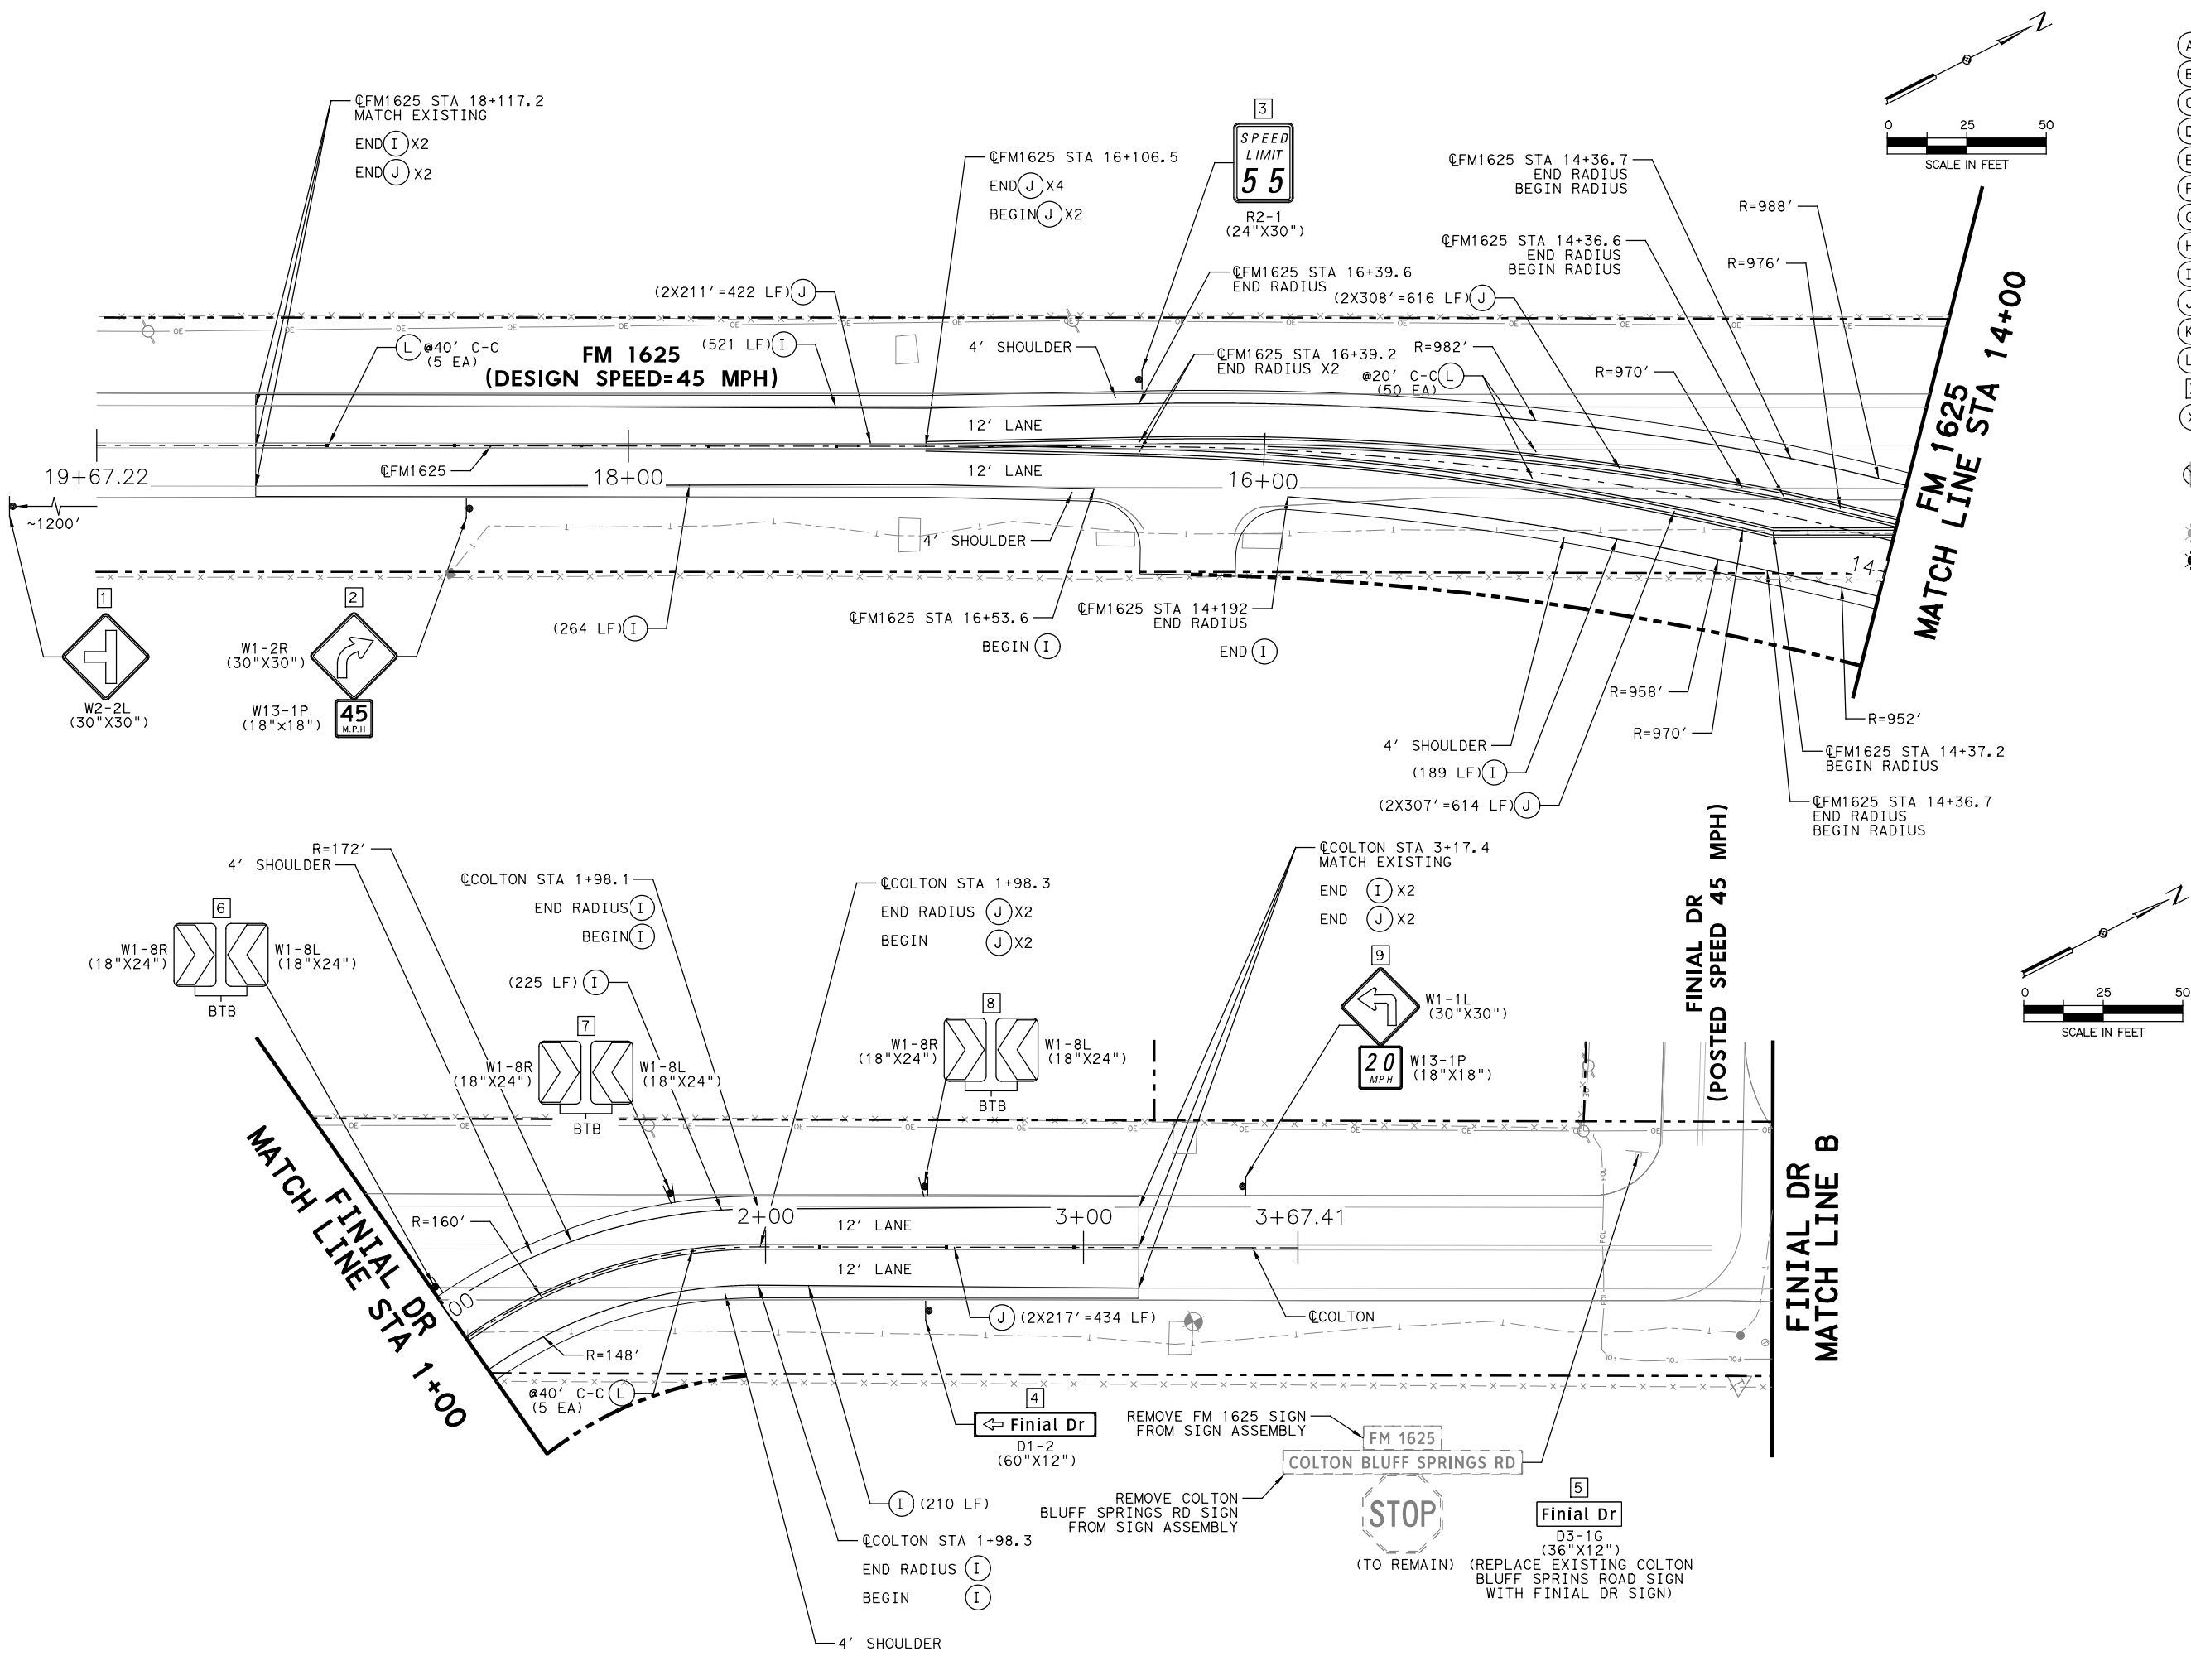 N
0 25 50
SCALE IN FEET
℄FM1625 STA 18+117.2
MATCH EXISTING
END I X2
END J X2
℄FM1625 STA 16+106.5
END J X4
BEGIN J X2
3
SPEED
LIMIT
55
R2-1
(24"X30")
℄FM1625 STA 14+36.7
END RADIUS
BEGIN RADIUS
R=988'
℄FM1625 STA 14+36.6
END RADIUS
BEGIN RADIUS
R=976'
℄FM1625 STA 16+39.6
END RADIUS
(2X308'=616 LF) J
(2X211'=422 LF) J
L @40' C-C
(5 EA)
FM 1625
(DESIGN SPEED=45 MPH)
(521 LF) I
4' SHOULDER
℄FM1625 STA 16+39.2
END RADIUS X2
R=982'
@20' C-C L
(50 EA)
R=970'
12' LANE
℄FM1625
12' LANE
19+67.22
18+00
16+00
14
~1200'
FM 1625
MATCH LINE STA 14+00
4' SHOULDER
1
W2-2L
(30"X30")
2
W1-2R
(30"X30")
W13-1P
(18"x18")
45
M.P.H
(264 LF) I
℄FM1625 STA 16+53.6
BEGIN I
℄FM1625 STA 14+192
END RADIUS
END I
R=958'
R=970'
R=952'
4' SHOULDER
(189 LF) I
(2X307'=614 LF) J
℄FM1625 STA 14+37.2
BEGIN RADIUS
℄FM1625 STA 14+36.7
END RADIUS
BEGIN RADIUS
R=172'
4' SHOULDER
℄COLTON STA 1+98.1
END RADIUS I
BEGIN I
℄COLTON STA 1+98.3
END RADIUS J X2
BEGIN J X2
℄COLTON STA 3+17.4
MATCH EXISTING
END I X2
END J X2
FINIAL DR
(POSTED SPEED 45 MPH)
N
0 25 50
SCALE IN FEET
6
W1-8R
(18"X24")
W1-8L
(18"X24")
BTB
(225 LF) I
7
W1-8R
(18"X24")
W1-8L
(18"X24")
BTB
8
W1-8R
(18"X24")
W1-8L
(18"X24")
BTB
9
W1-1L
(30"X30")
20
MPH
W13-1P
(18"X18")
FINIAL DR
MATCH LINE STA 1+00
R=160'
00
2+00
12' LANE
3+00
3+67.41
12' LANE
FINIAL DR
MATCH LINE B
J (2X217'=434 LF)
℄COLTON
R=148'
@40' C-C L
(5 EA)
4
Finial Dr
D1-2
(60"X12")
REMOVE FM 1625 SIGN
FROM SIGN ASSEMBLY
FM 1625
COLTON BLUFF SPRINGS RD
REMOVE COLTON
BLUFF SPRINGS RD SIGN
FROM SIGN ASSEMBLY
STOP
(TO REMAIN)
5
Finial Dr
D3-1G
(36"X12")
(REPLACE EXISTING COLTON
BLUFF SPRINS ROAD SIGN
WITH FINIAL DR SIGN)
I (210 LF)
℄COLTON STA 1+98.3
END RADIUS I
BEGIN I
4' SHOULDER